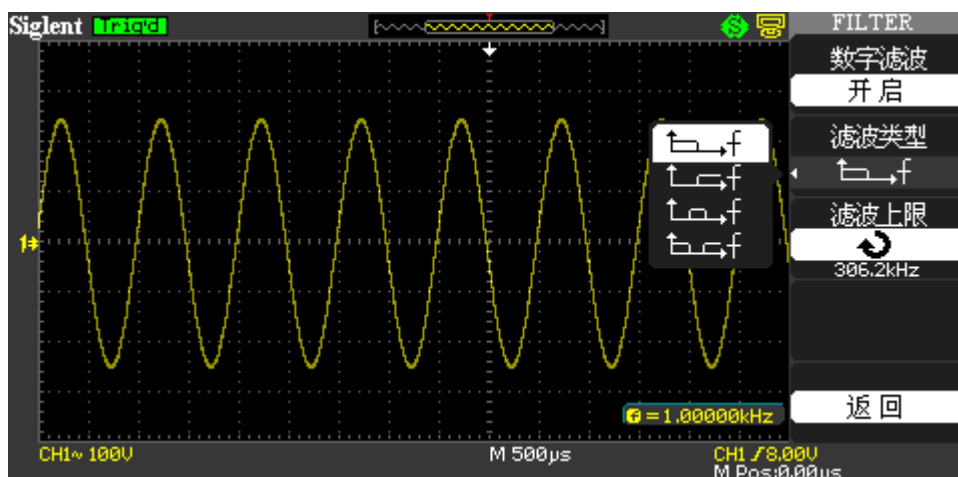 Siglent Trig'd
FILTER
数字滤波
开启
滤波类型
f
f
f
f
f
滤波上限
306.2kHz
返回
1
f=1.00000kHz
CH1~ 100V
M 500µs
CH1 8.00V
M Pos:0.00µs